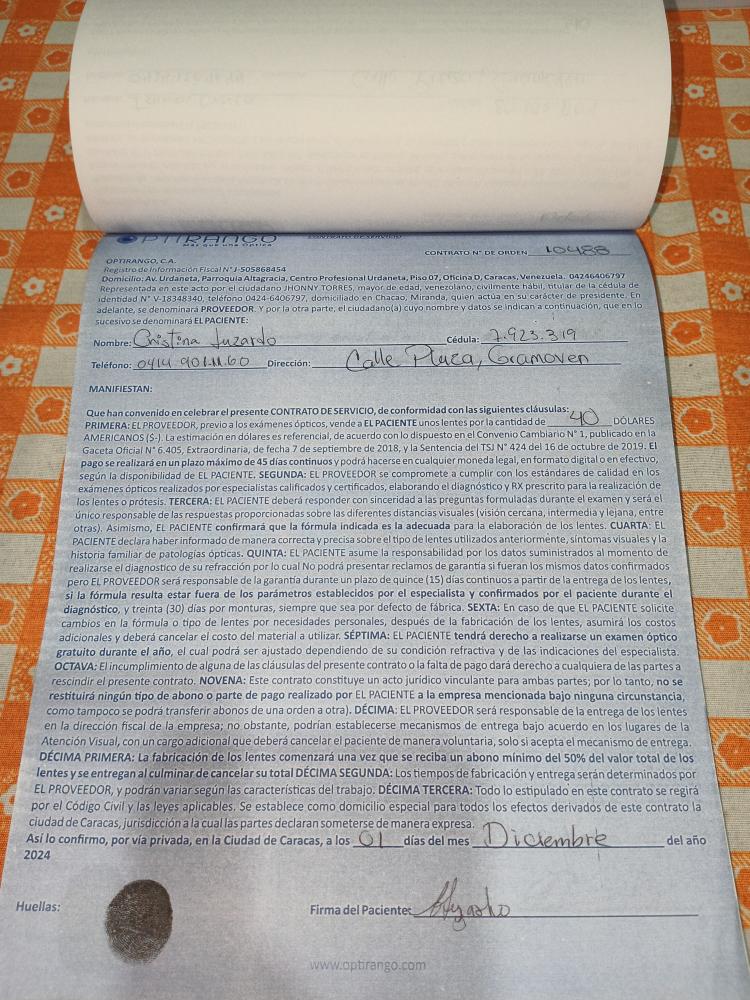 OPTIRANGO
Más que una Óptica
CONTRATO DE SERVICIO
CONTRATO N° DE ORDEN 10488
OPTIRANGO, C.A.
Registro de Información Fiscal N° J-505868454
Domicilio: Av. Urdaneta, Parroquia Altagracia, Centro Profesional Urdaneta, Piso 07, Oficina D, Caracas, Venezuela. 04246406797
Representada en este acto por el ciudadano JHONNY TORRES, mayor de edad, venezolano, civilmente hábil, titular de la cédula de
identidad N° V-18348340, teléfono 0424-6406797, domiciliado en Chacao, Miranda, quien actúa en su carácter de presidente. En
adelante, se denominará PROVEEDOR. Y por la otra parte, el ciudadano(a) cuyo nombre y datos se indican a continuación, que en lo
sucesivo se denominará EL PACIENTE:
Nombre: Cristina Luzardo Cédula: 7.923.319
Teléfono: 0414 901.11.60 Dirección: Calle Plaza, Gramoven
MANIFIESTAN:
Que han convenido en celebrar el presente CONTRATO DE SERVICIO, de conformidad con las siguientes cláusulas:
PRIMERA: EL PROVEEDOR, previo a los exámenes ópticos, vende a EL PACIENTE unos lentes por la cantidad de 40 DÓLARES
AMERICANOS ($-). La estimación en dólares es referencial, de acuerdo con lo dispuesto en el Convenio Cambiario N° 1, publicado en la
Gaceta Oficial N° 6.405, Extraordinaria, de fecha 7 de septiembre de 2018, y la Sentencia del TSJ N° 424 del 16 de octubre de 2019. El
pago se realizará en un plazo máximo de 45 días continuos y podrá hacerse en cualquier moneda legal, en formato digital o en efectivo,
según la disponibilidad de EL PACIENTE. SEGUNDA: EL PROVEEDOR se compromete a cumplir con los estándares de calidad en los
exámenes ópticos realizados por especialistas calificados y certificados, elaborando el diagnóstico y RX prescrito para la realización de
los lentes o prótesis. TERCERA: EL PACIENTE deberá responder con sinceridad a las preguntas formuladas durante el examen y será el
único responsable de las respuestas proporcionadas sobre las diferentes distancias visuales (visión cercana, intermedia y lejana, entre
otras). Asimismo, EL PACIENTE confirmará que la fórmula indicada es la adecuada para la elaboración de los lentes. CUARTA: EL
PACIENTE declara haber informado de manera correcta y precisa sobre el tipo de lentes utilizados anteriormente, síntomas visuales y la
historia familiar de patologías ópticas. QUINTA: EL PACIENTE asume la responsabilidad por los datos suministrados al momento de
realizarse el diagnostico de su refracción por lo cual No podrá presentar reclamos de garantía si fueran los mismos datos confirmados
pero EL PROVEEDOR será responsable de la garantía durante un plazo de quince (15) días continuos a partir de la entrega de los lentes,
si la fórmula resulta estar fuera de los parámetros establecidos por el especialista y confirmados por el paciente durante el
diagnóstico, y treinta (30) días por monturas, siempre que sea por defecto de fábrica. SEXTA: En caso de que EL PACIENTE solicite
cambios en la fórmula o tipo de lentes por necesidades personales, después de la fabricación de los lentes, asumirá los costos
adicionales y deberá cancelar el costo del material a utilizar. SÉPTIMA: EL PACIENTE tendrá derecho a realizarse un examen óptico
gratuito durante el año, el cual podrá ser ajustado dependiendo de su condición refractiva y de las indicaciones del especialista.
OCTAVA: El incumplimiento de alguna de las cláusulas del presente contrato o la falta de pago dará derecho a cualquiera de las partes a
rescindir el presente contrato. NOVENA: Este contrato constituye un acto jurídico vinculante para ambas partes; por lo tanto, no se
restituirá ningún tipo de abono o parte de pago realizado por EL PACIENTE a la empresa mencionada bajo ninguna circunstancia,
como tampoco se podrá transferir abonos de una orden a otra). DÉCIMA: EL PROVEEDOR será responsable de la entrega de los lentes
en la dirección fiscal de la empresa; no obstante, podrían establecerse mecanismos de entrega bajo acuerdo en los lugares de la
Atención Visual, con un cargo adicional que deberá cancelar el paciente de manera voluntaria, solo si acepta el mecanismo de entrega.
DÉCIMA PRIMERA: La fabricación de los lentes comenzará una vez que se reciba un abono mínimo del 50% del valor total de los
lentes y se entregan al culminar de cancelar su total DÉCIMA SEGUNDA: Los tiempos de fabricación y entrega serán determinados por
EL PROVEEDOR, y podrán variar según las características del trabajo. DÉCIMA TERCERA: Todo lo estipulado en este contrato se regirá
por el Código Civil y las leyes aplicables. Se establece como domicilio especial para todos los efectos derivados de este contrato la
ciudad de Caracas, jurisdicción a la cual las partes declaran someterse de manera expresa.
Así lo confirmo, por vía privada, en la Ciudad de Caracas, a los 01 días del mes Diciembre del año
2024
Huellas: Firma del Paciente:
www.optirango.com